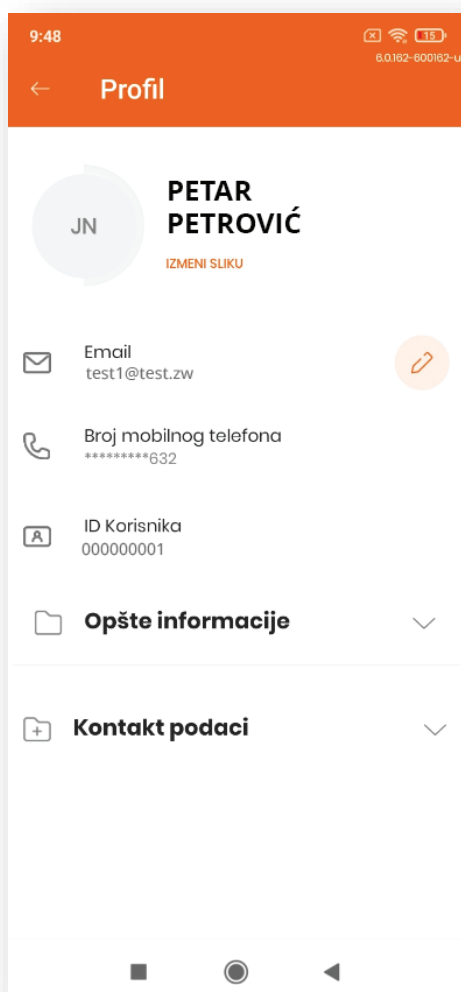 9:48
15
6.0.162-600162-u
Profil
JN
PETAR
PETROVIĆ
IZMENI SLIKU
Email
test1@test.zw
Broj mobilnog telefona
*********632
ID Korisnika
000000001
Opšte informacije
Kontakt podaci